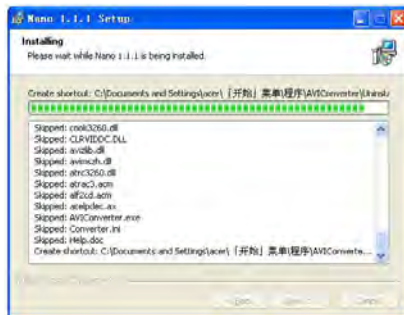 Nano 1.1.1 Setup
Installing
Please wait while Nano 1.1.1 is being installed.
Create shortcut: C:\Documents and Settings\acer\「开始」菜单\程序\AVIConverter\Uninsta
Skipped: cook3260.dll
Skipped: CLRVIDDC.DLL
Skipped: avizlib.dll
Skipped: avimszh.dll
Skipped: atrc3260.dll
Skipped: atrac3.acm
Skipped: alf2cd.acm
Skipped: acelpdec.ax
Skipped: AVIConverter.exe
Skipped: Converter.ini
Skipped: Help.doc
Create shortcut: C:\Documents and Settings\acer\「开始」菜单\程序\AVIConverte...
Cancel